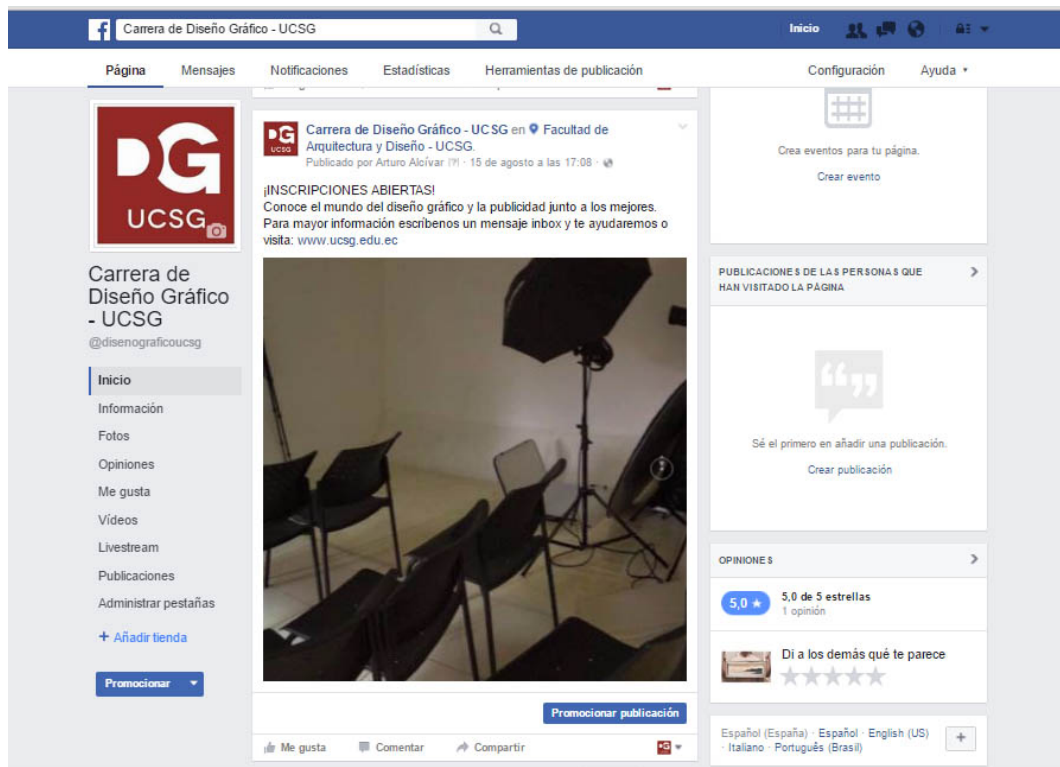 Carrera de Diseño Gráfico - UCSG
Inicio
Página Mensajes Notificaciones Estadísticas Herramientas de publicación Configuración Ayuda
DG
UCSG
Carrera de
Diseño Gráfico
- UCSG
@disenograficoucsg
Inicio
Información
Fotos
Opiniones
Me gusta
Vídeos
Livestream
Publicaciones
Administrar pestañas
+ Añadir tienda
Promocionar
DG
UCSG
Carrera de Diseño Gráfico - UCSG en Facultad de
Arquitectura y Diseño - UCSG.
Publicado por Arturo Alcívar [?] · 15 de agosto a las 17:08 ·
¡INSCRIPCIONES ABIERTAS!
Conoce el mundo del diseño gráfico y la publicidad junto a los mejores.
Para mayor información escríbenos un mensaje inbox y te ayudaremos o
visita: www.ucsg.edu.ec
Promocionar publicación
Me gusta Comentar Compartir
Crea eventos para tu página.
Crear evento
PUBLICACIONES DE LAS PERSONAS QUE
HAN VISITADO LA PÁGINA
Sé el primero en añadir una publicación.
Crear publicación
OPINIONES
5,0 ★
5,0 de 5 estrellas
1 opinión
Di a los demás qué te parece
Español (España) · Español · English (US)
· Italiano · Português (Brasil)
+